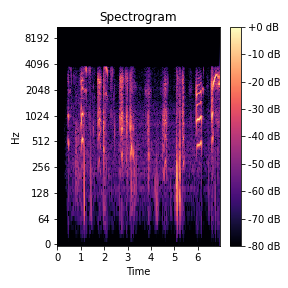 Spectrogram
8192
4096
2048
1024
512
256
128
64
0
Hz
0 1 2 3 4 5 6
Time
+0 dB
-10 dB
-20 dB
-30 dB
-40 dB
-50 dB
-60 dB
-70 dB
-80 dB